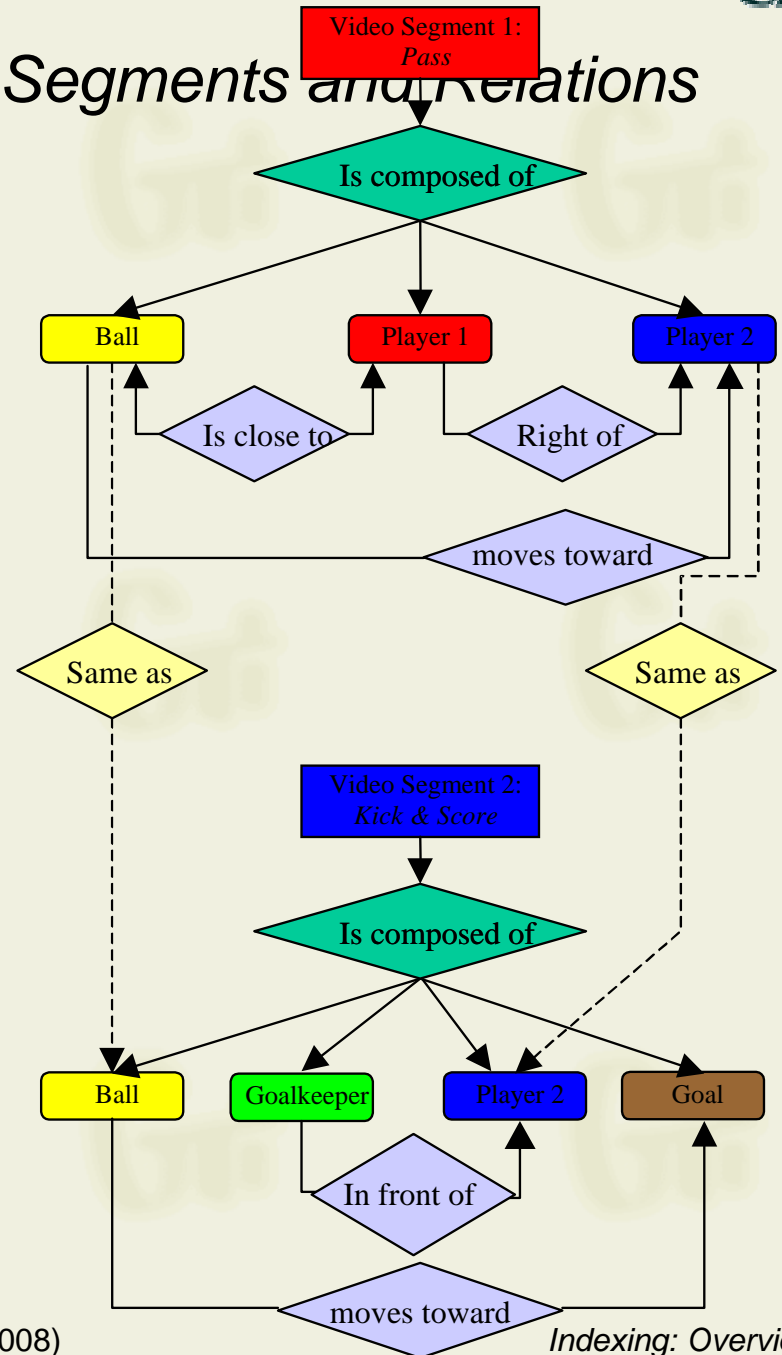 Video Segment 1:
Pass
Segments and Relations
Is composed of
Ball
Player 1
Player 2
Is close to
Right of
moves toward
Same as
Same as
Video Segment 2:
Kick & Score
Is composed of
Ball
Goalkeeper
Player 2
Goal
In front of
moves toward
008)
Indexing: Overvie